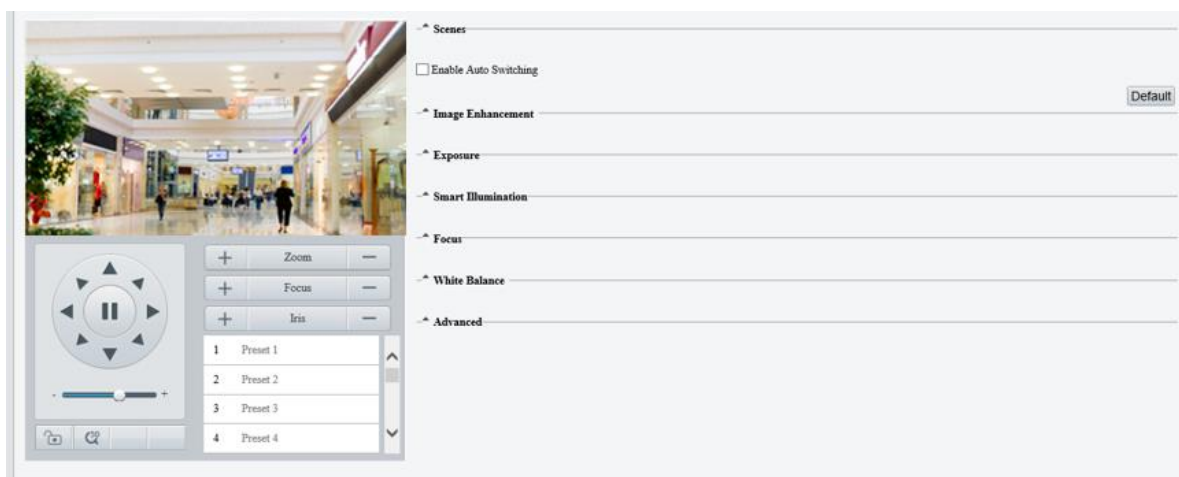 Scenes
Enable Auto Switching
Default
Image Enhancement
Exposure
Smart Illumination
Focus
White Balance
Advanced
+ Zoom −
+ Focus −
+ Iris −
1 Preset 1
2 Preset 2
3 Preset 3
4 Preset 4
- +